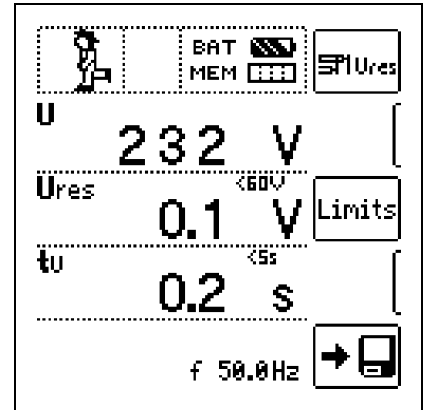 BAT
MEM
Ures
U
232 V
Ures <60V
0.1 V
Limits
tu <5s
0.2 s
f 50.0Hz